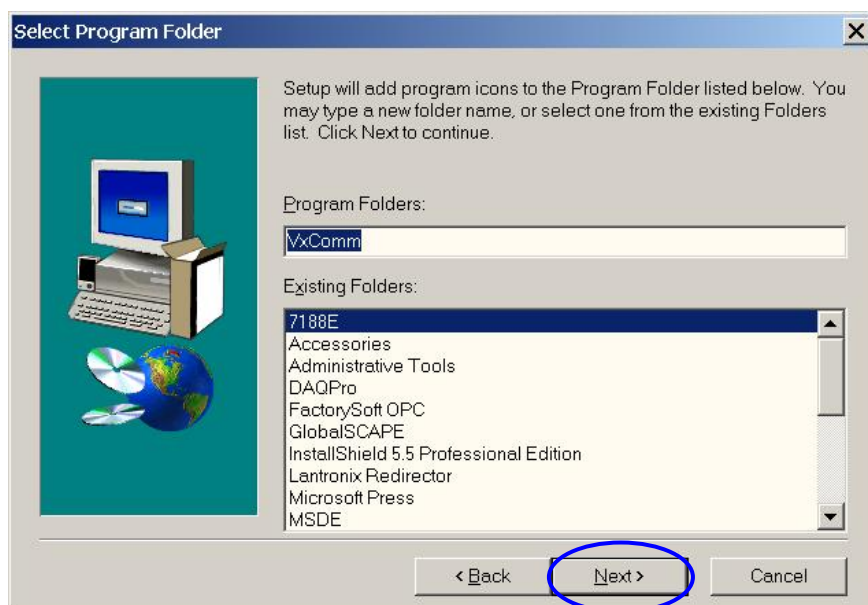 Select Program Folder
Setup will add program icons to the Program Folder listed below. You
may type a new folder name, or select one from the existing Folders
list. Click Next to continue.
Program Folders:
VxComm
Existing Folders:
7188E
Accessories
Administrative Tools
DAQPro
FactorySoft OPC
GlobalSCAPE
InstallShield 5.5 Professional Edition
Lantronix Redirector
Microsoft Press
MSDE
< Back
Next >
Cancel